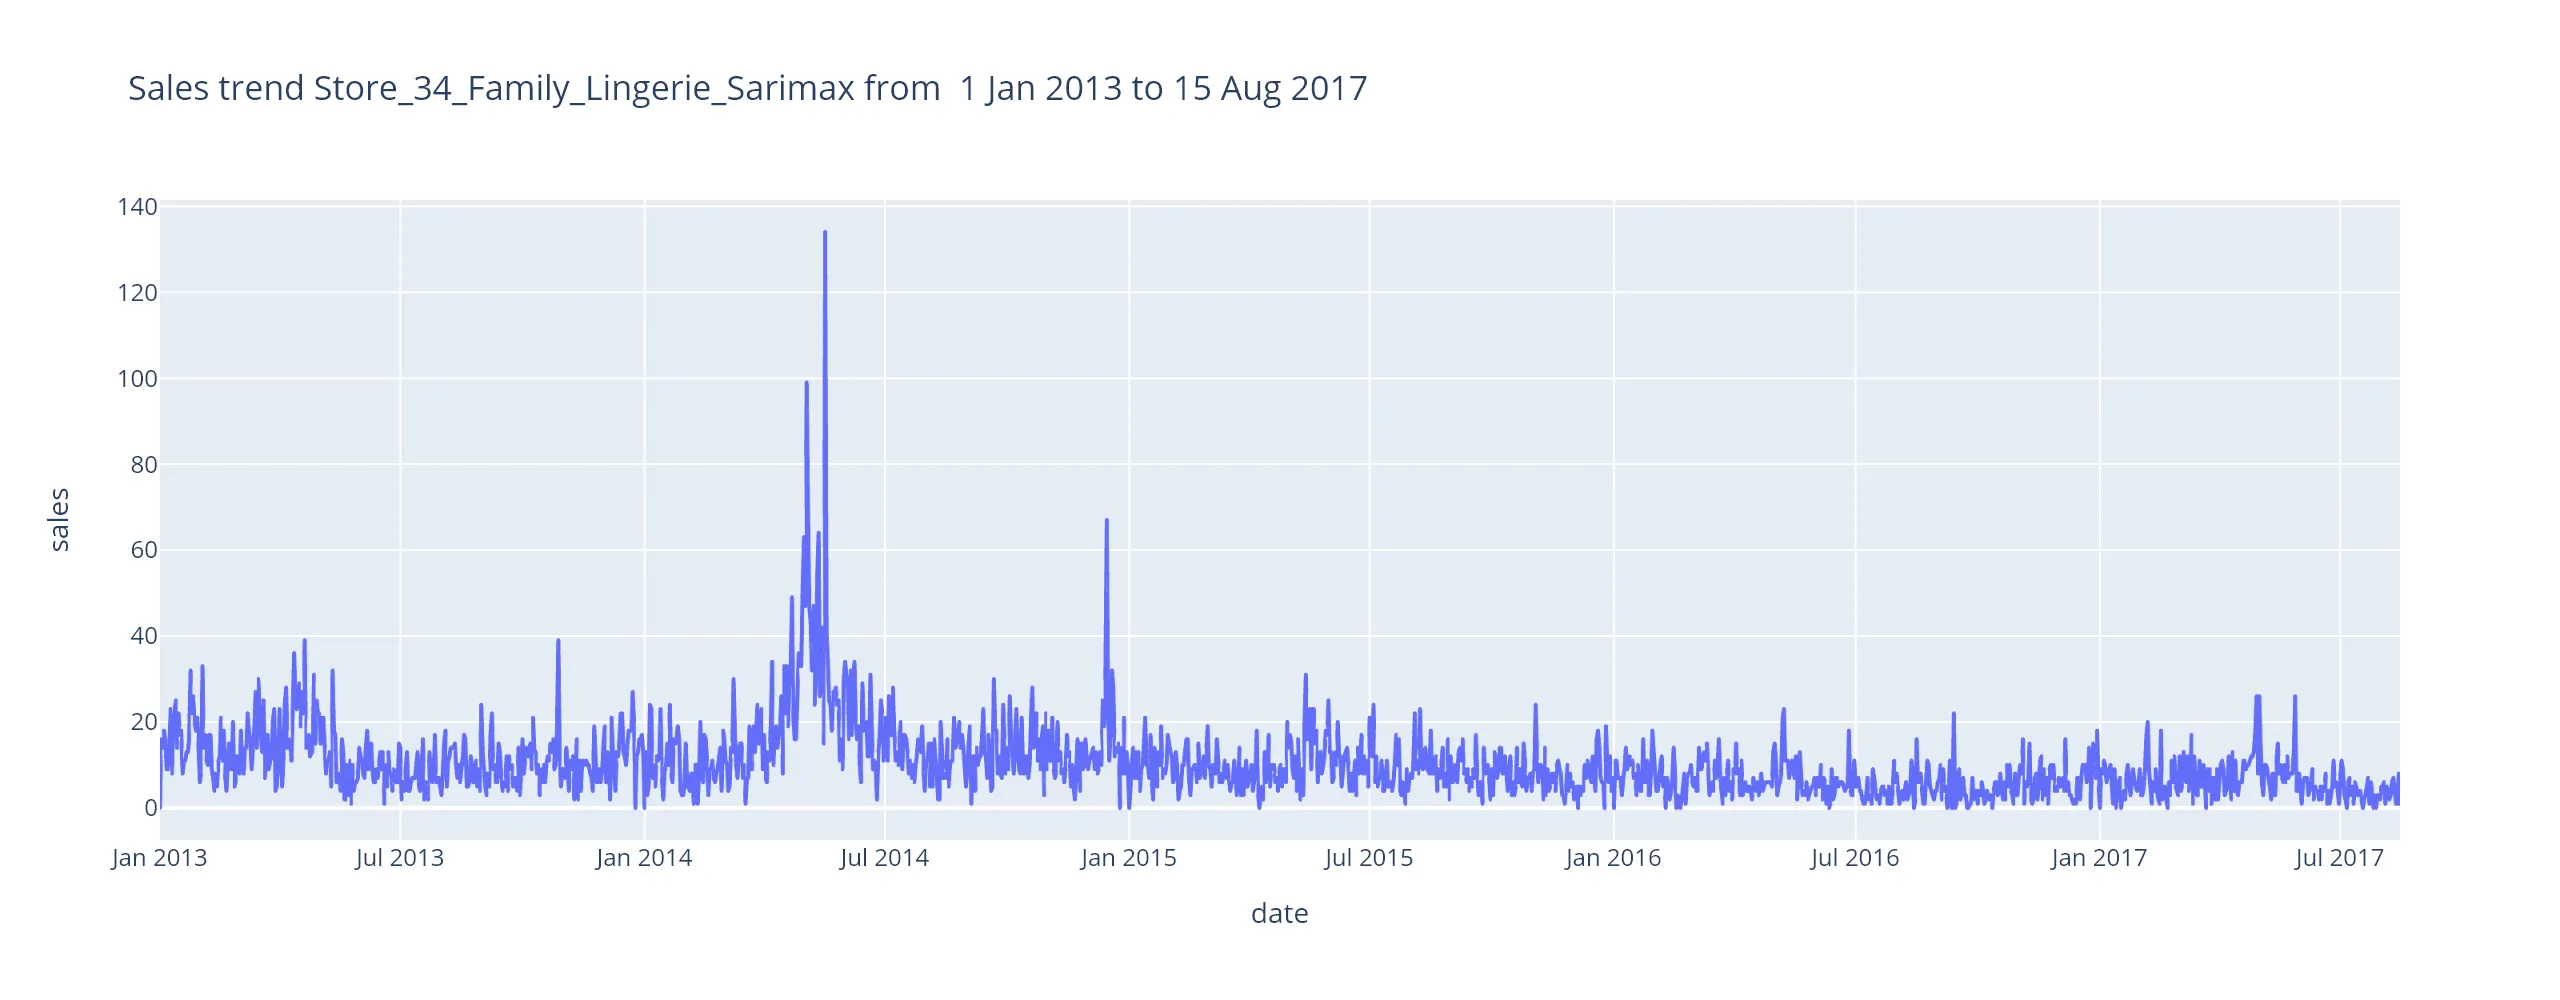 Sales trend Store_34_Family_Lingerie_Sarimax from  1 Jan 2013 to 15 Aug 2017
140
120
100
80
60
40
20
0
sales
Jan 2013 Jul 2013 Jan 2014 Jul 2014 Jan 2015 Jul 2015 Jan 2016 Jul 2016 Jan 2017 Jul 2017
date